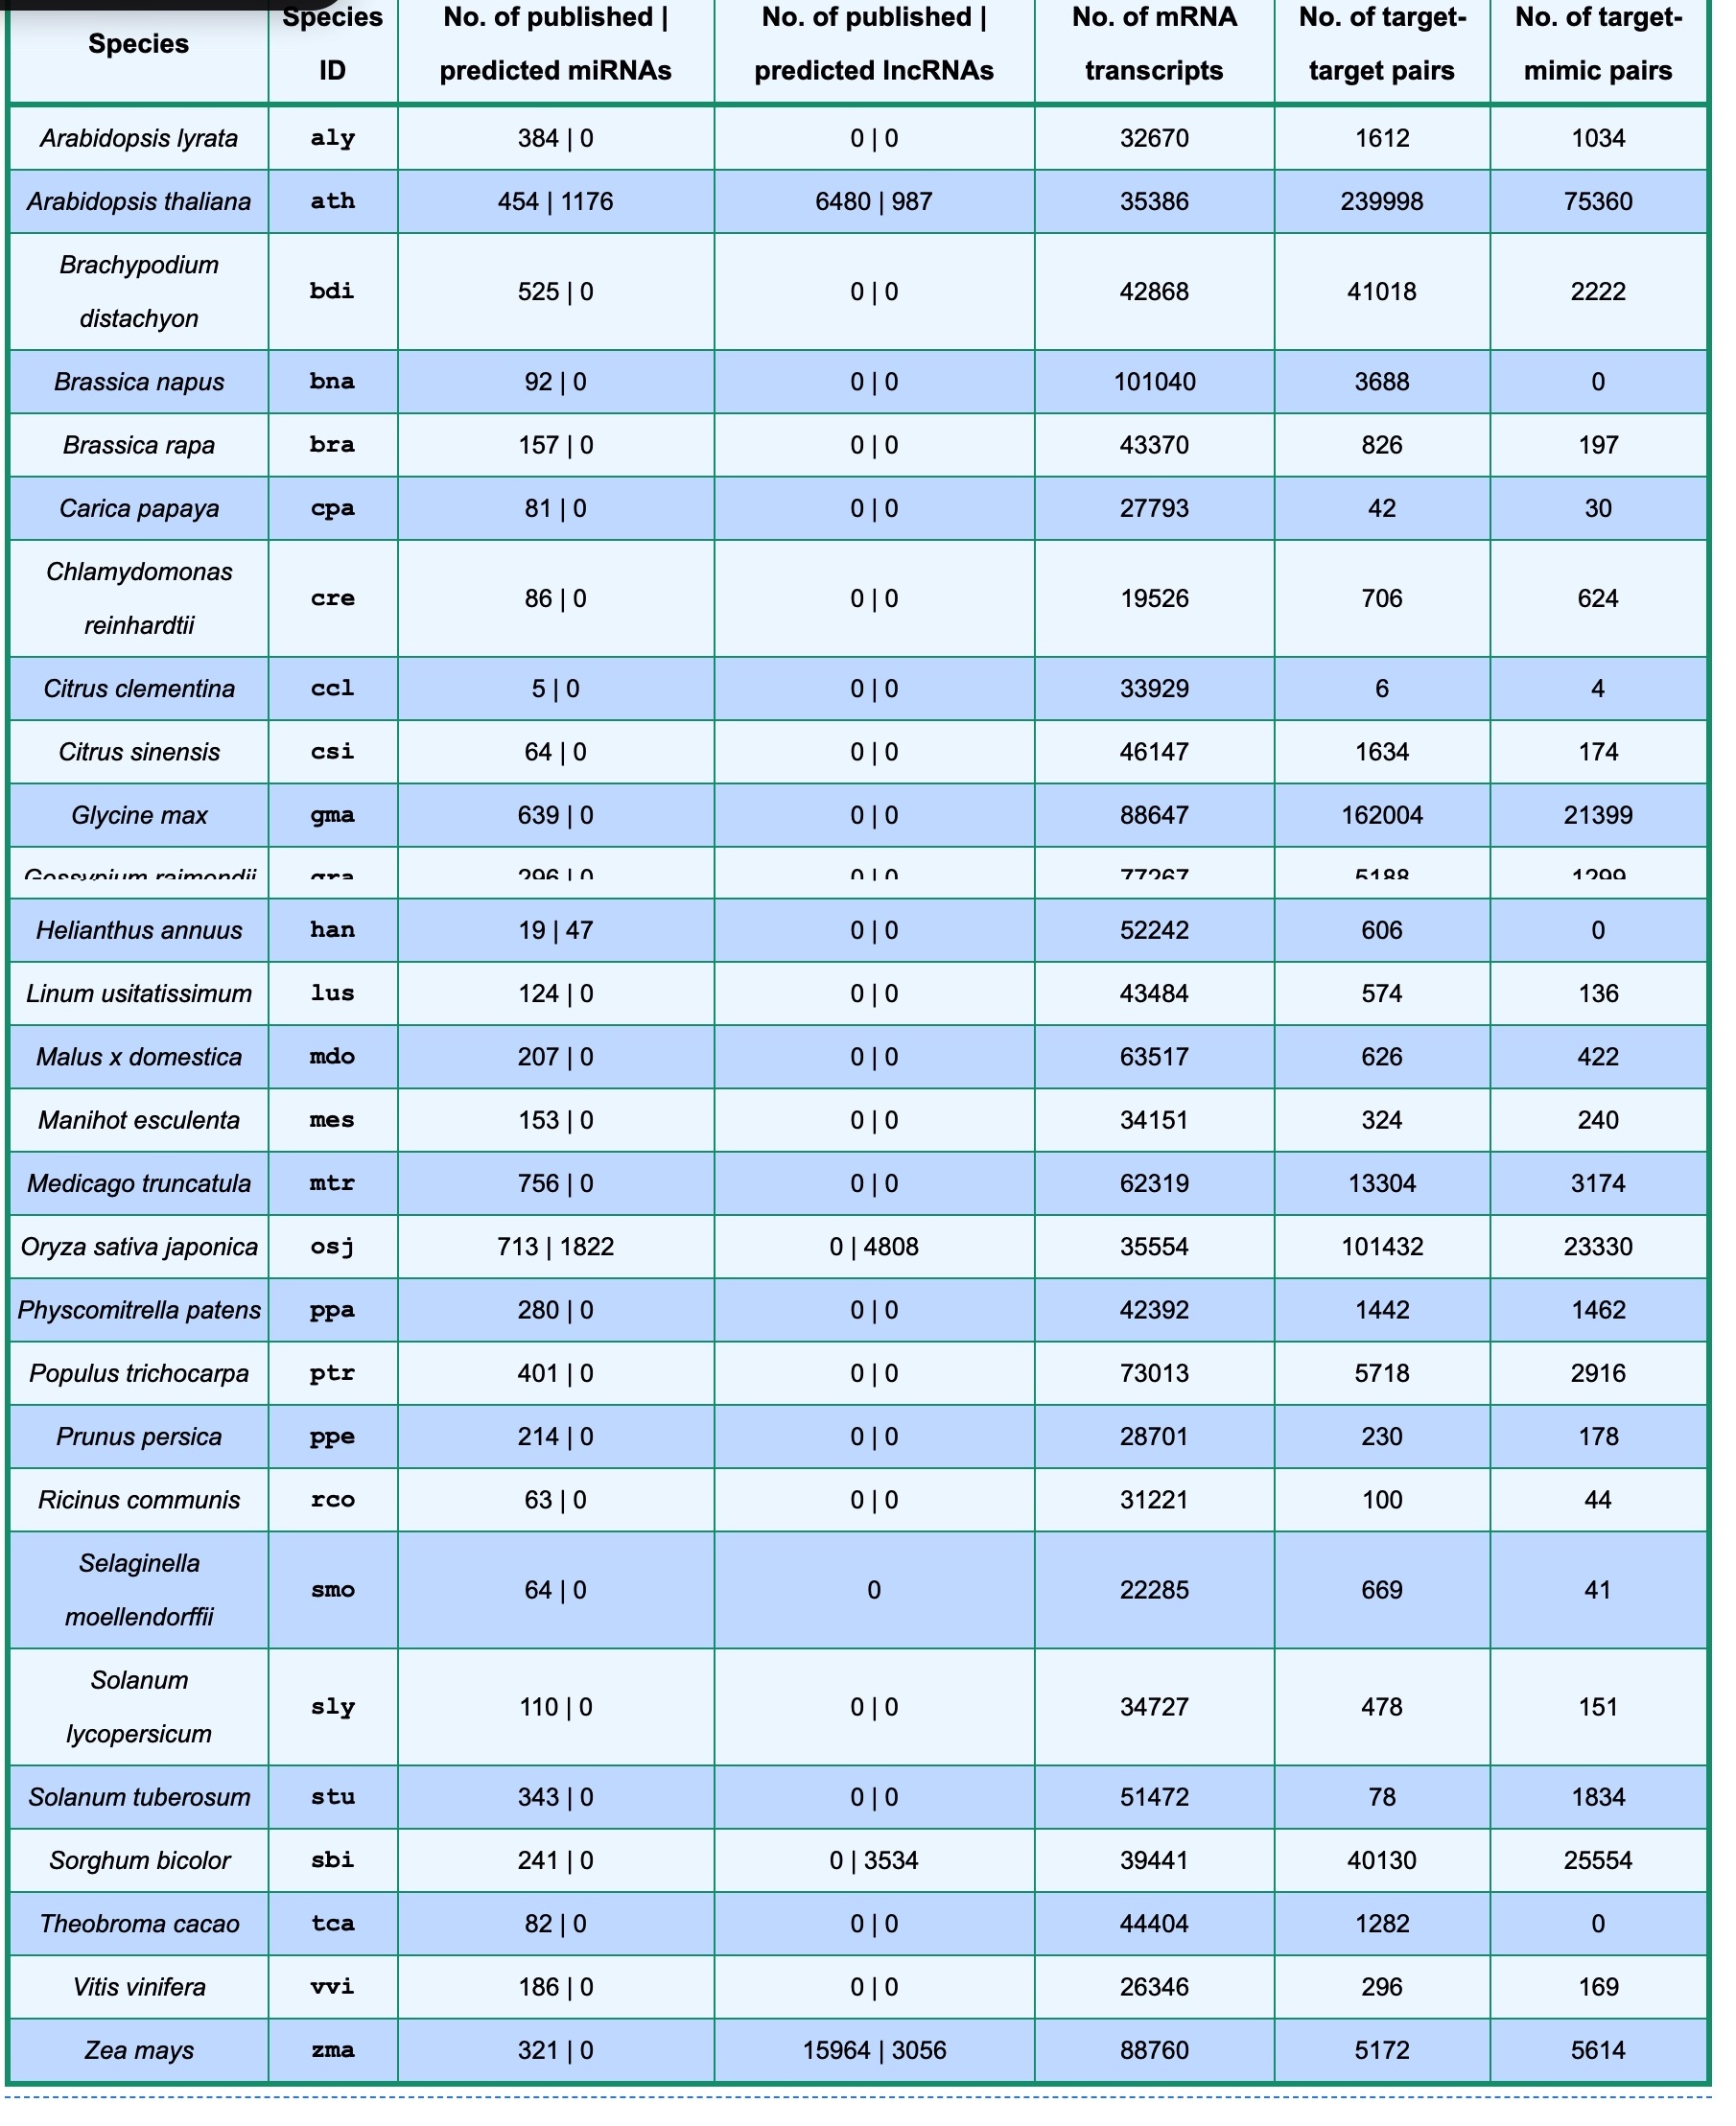 Species
Species
ID
No. of published |
predicted miRNAs
No. of published |
predicted lncRNAs
No. of mRNA
transcripts
No. of target-
target pairs
No. of target-
mimic pairs
Arabidopsis lyrata aly 384 | 0 0 | 0 32670 1612 1034
Arabidopsis thaliana ath 454 | 1176 6480 | 987 35386 239998 75360
Brachypodium
distachyon
bdi 525 | 0 0 | 0 42868 41018 2222
Brassica napus bna 92 | 0 0 | 0 101040 3688 0
Brassica rapa bra 157 | 0 0 | 0 43370 826 197
Carica papaya cpa 81 | 0 0 | 0 27793 42 30
Chlamydomonas
reinhardtii
cre 86 | 0 0 | 0 19526 706 624
Citrus clementina ccl 5 | 0 0 | 0 33929 6 4
Citrus sinensis csi 64 | 0 0 | 0 46147 1634 174
Glycine max gma 639 | 0 0 | 0 88647 162004 21399
Gossypium raimondii gra 296 | 0 0 | 0 77267 5188 1299
Helianthus annuus han 19 | 47 0 | 0 52242 606 0
Linum usitatissimum lus 124 | 0 0 | 0 43484 574 136
Malus x domestica mdo 207 | 0 0 | 0 63517 626 422
Manihot esculenta mes 153 | 0 0 | 0 34151 324 240
Medicago truncatula mtr 756 | 0 0 | 0 62319 13304 3174
Oryza sativa japonica osj 713 | 1822 0 | 4808 35554 101432 23330
Physcomitrella patens ppa 280 | 0 0 | 0 42392 1442 1462
Populus trichocarpa ptr 401 | 0 0 | 0 73013 5718 2916
Prunus persica ppe 214 | 0 0 | 0 28701 230 178
Ricinus communis rco 63 | 0 0 | 0 31221 100 44
Selaginella
moellendorffii
smo 64 | 0 0 22285 669 41
Solanum
lycopersicum
sly 110 | 0 0 | 0 34727 478 151
Solanum tuberosum stu 343 | 0 0 | 0 51472 78 1834
Sorghum bicolor sbi 241 | 0 0 | 3534 39441 40130 25554
Theobroma cacao tca 82 | 0 0 | 0 44404 1282 0
Vitis vinifera vvi 186 | 0 0 | 0 26346 296 169
Zea mays zma 321 | 0 15964 | 3056 88760 5172 5614